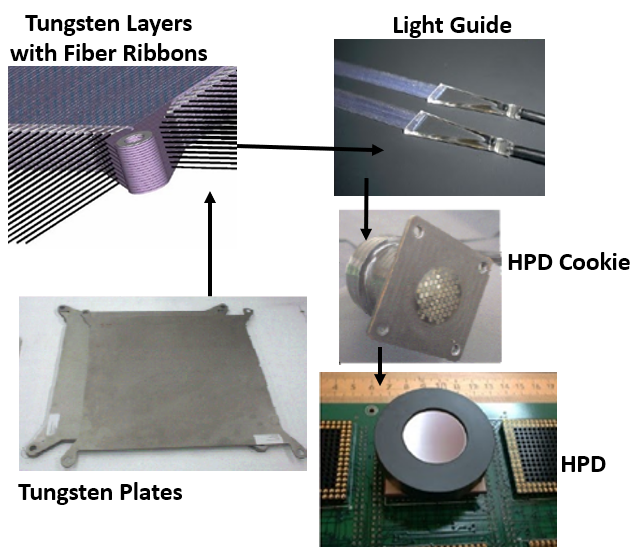 Tungsten Layers
with Fiber Ribbons
Light Guide
HPD Cookie
HPD
Tungsten Plates